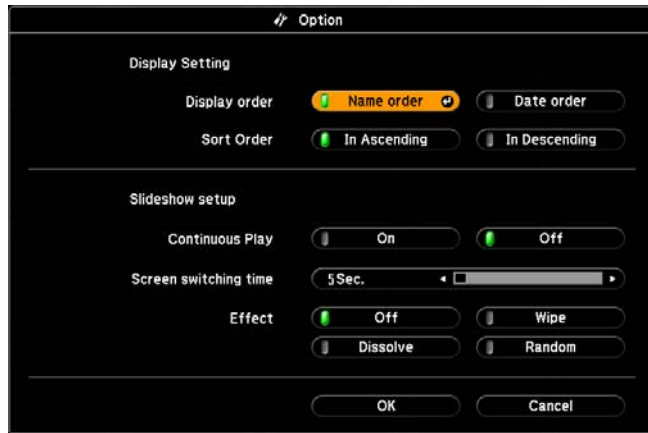 Option
Display Setting
Display order Name order Date order
Sort Order In Ascending In Descending
Slideshow setup
Continuous Play On Off
Screen switching time 5Sec.
Effect Off Wipe
Dissolve Random
OK Cancel